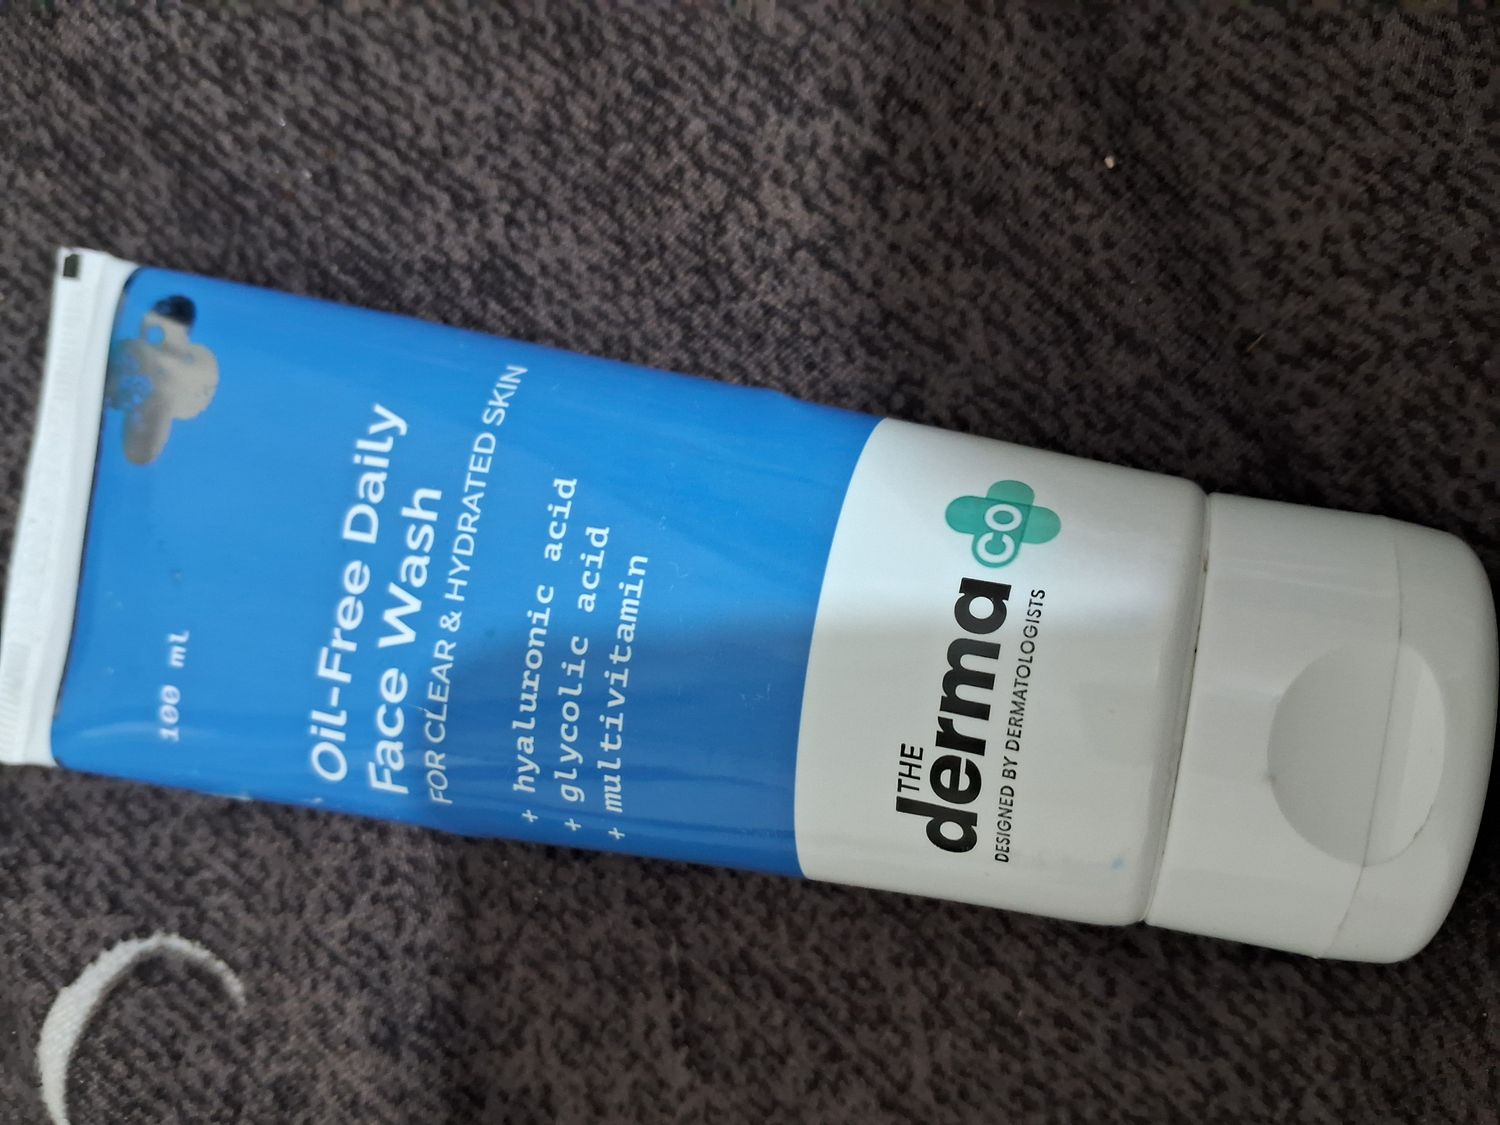 100 ml
Oil-Free Daily
Face Wash
FOR CLEAR & HYDRATED SKIN
+ hyaluronic acid
+ glycolic acid
+ multivitamin
THE
derma co
DESIGNED BY DERMATOLOGISTS